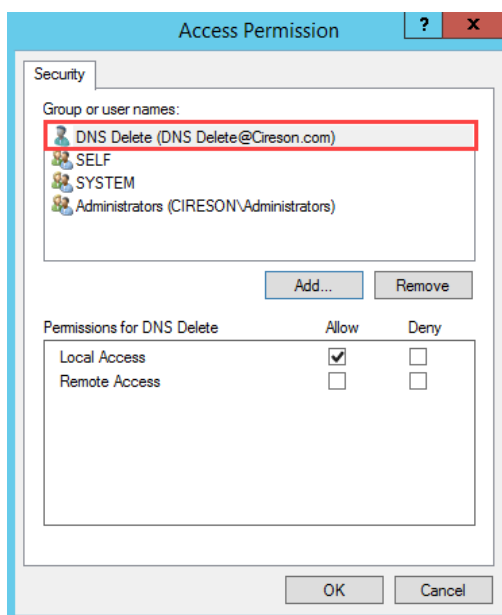 Access Permission ? x
Security
Group or user names:
DNS Delete (DNS Delete@Cireson.com)
SELF
SYSTEM
Administrators (CIRESON\Administrators)
Add... Remove
Permissions for DNS Delete Allow Deny
Local Access
Remote Access
OK Cancel